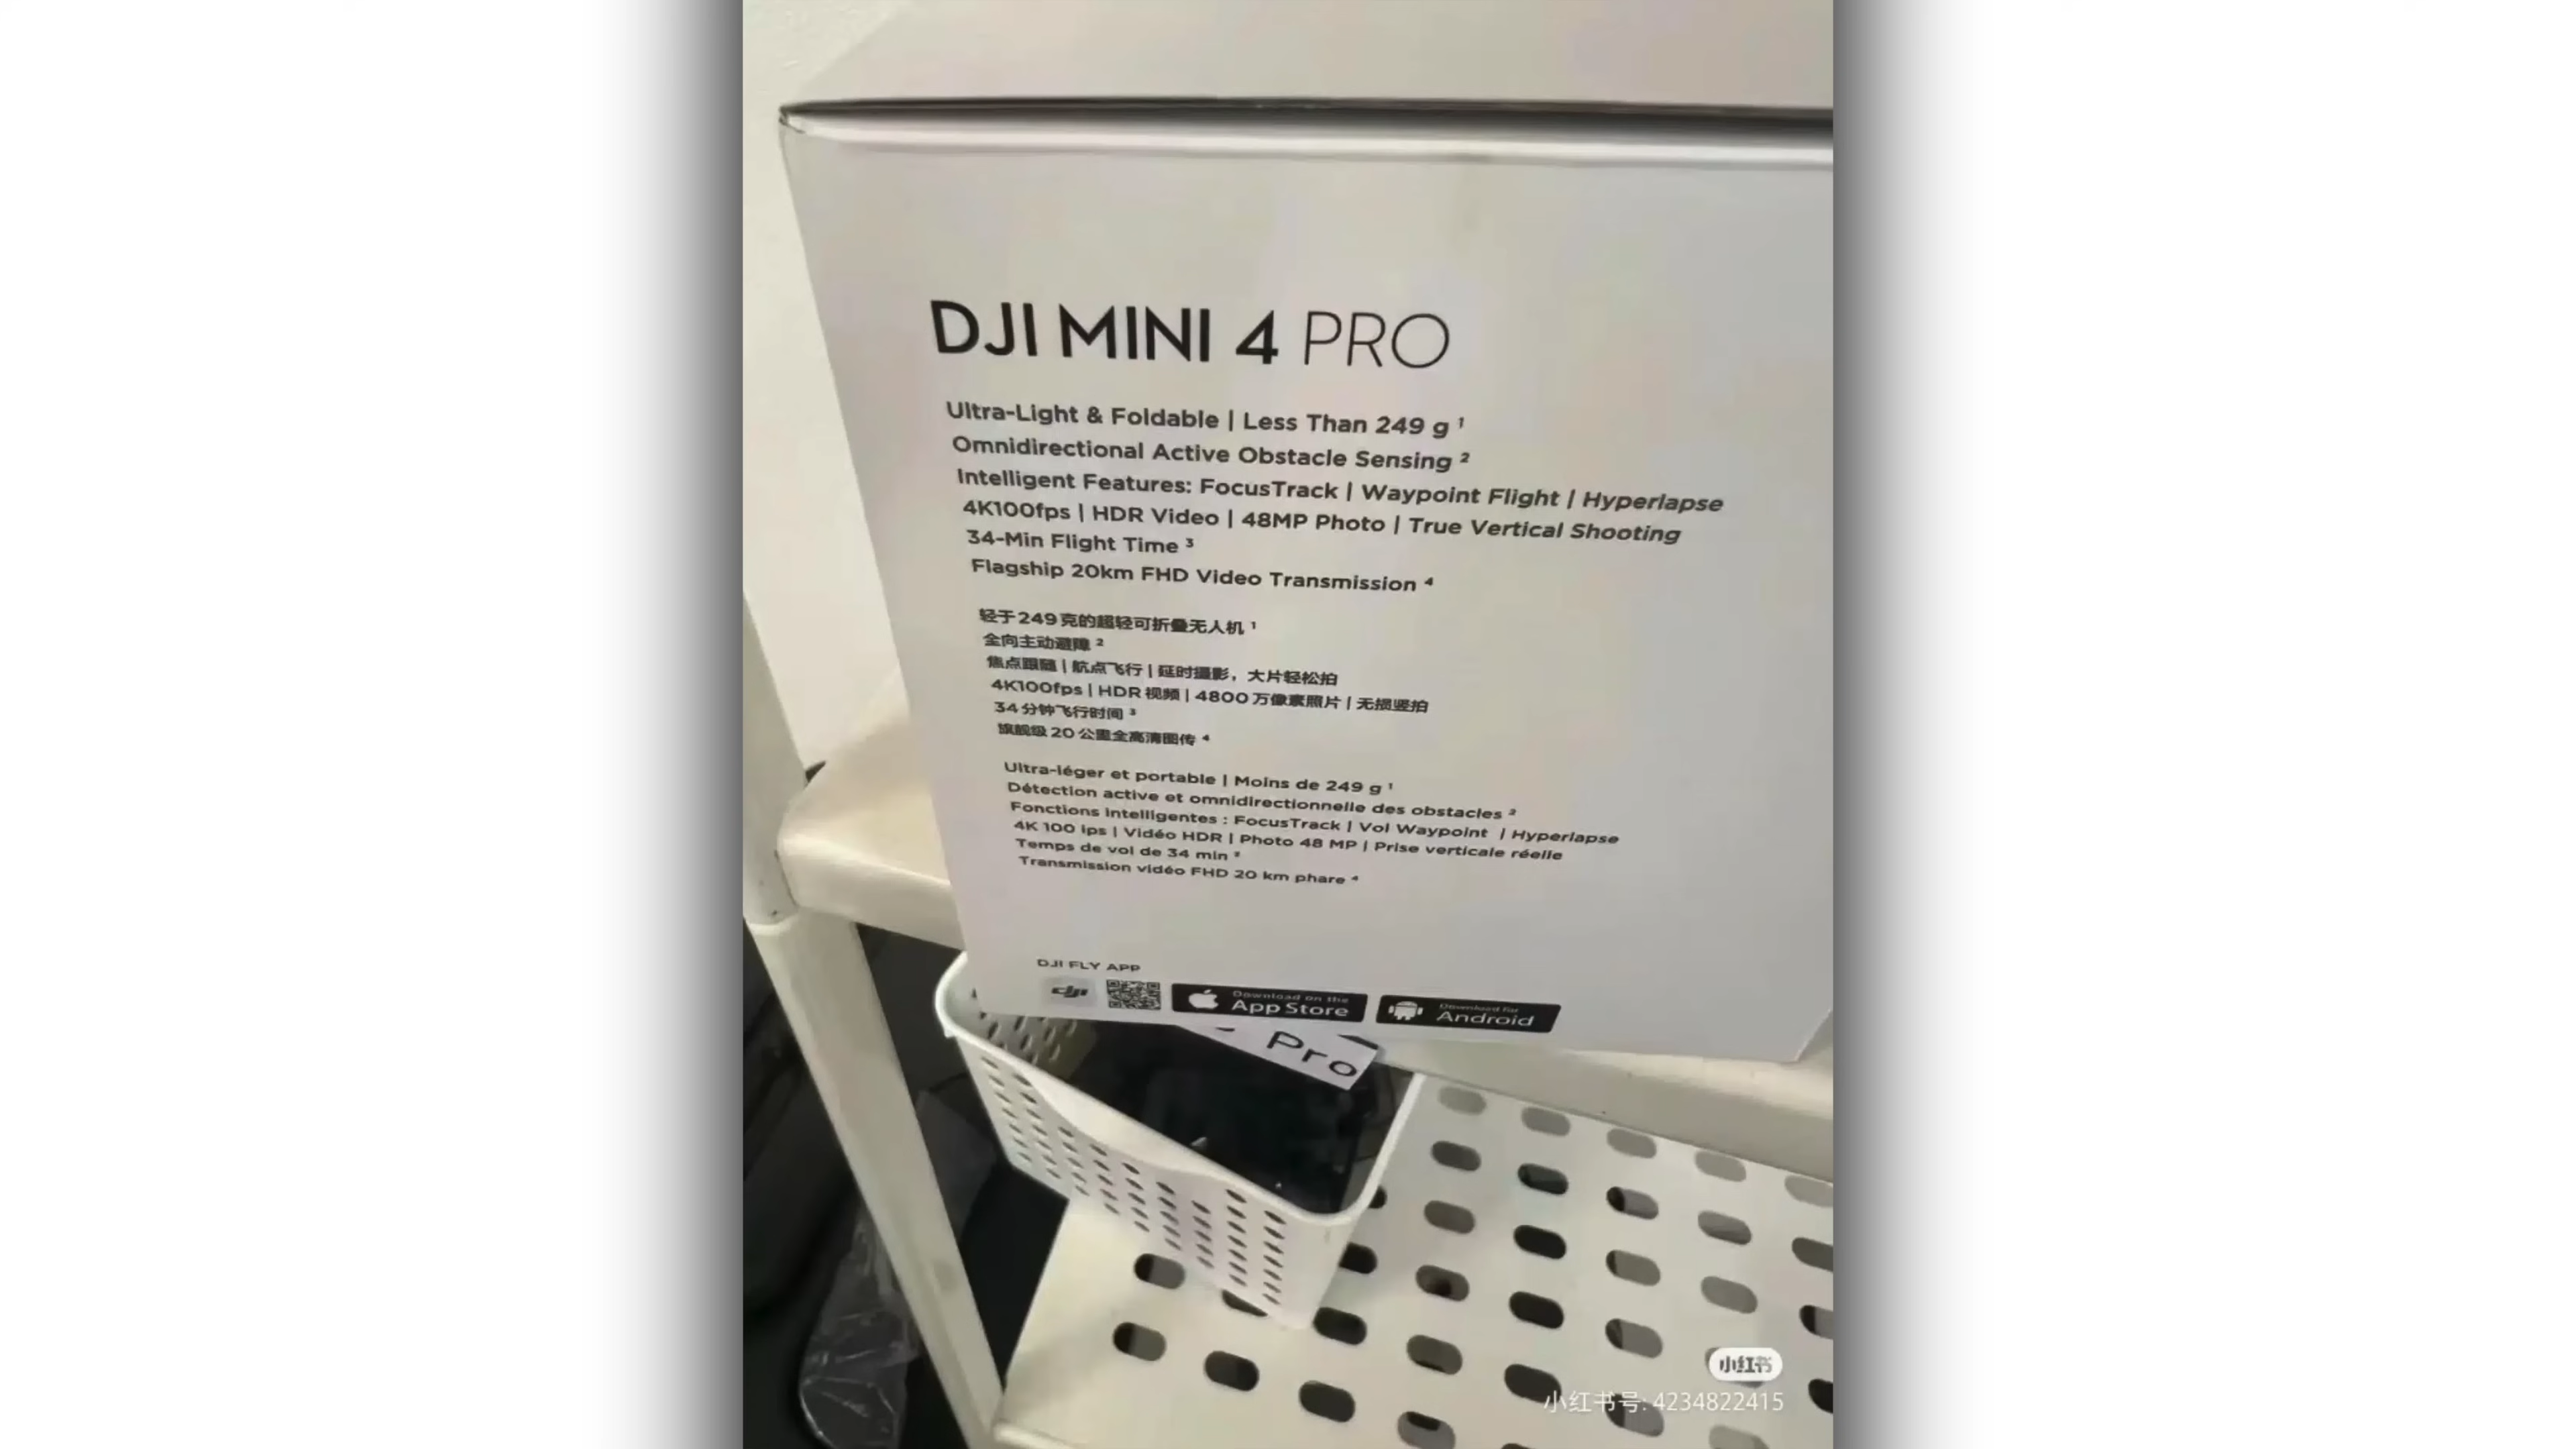 DJI MINI 4 PRO
Ultra-Light & Foldable | Less Than 249 g ¹
Omnidirectional Active Obstacle Sensing ²
Intelligent Features: FocusTrack | Waypoint Flight | Hyperlapse
4K100fps | HDR Video | 48MP Photo | True Vertical Shooting
34-Min Flight Time ³
Flagship 20km FHD Video Transmission ⁴
轻于249克的超轻可折叠无人机 ¹
全向主动避障 ²
焦点跟随 | 航点飞行 | 延时摄影，大片轻松拍
4K100fps | HDR 视频 | 4800 万像素照片 | 无损竖拍
34 分钟飞行时间 ³
旗舰级 20 公里全高清图传 ⁴
Ultra-léger et portable | Moins de 249 g ¹
Détection active et omnidirectionnelle des obstacles ²
Fonctions intelligentes : FocusTrack | Vol Waypoint | Hyperlapse
4K 100 ips | Vidéo HDR | Photo 48 MP | Prise verticale réelle
Temps de vol de 34 min ³
Transmission vidéo FHD 20 km phare ⁴
DJI FLY APP
dji
Download on the
App Store
Download for
Android
Pro
小红书
小红书号: 4234822415